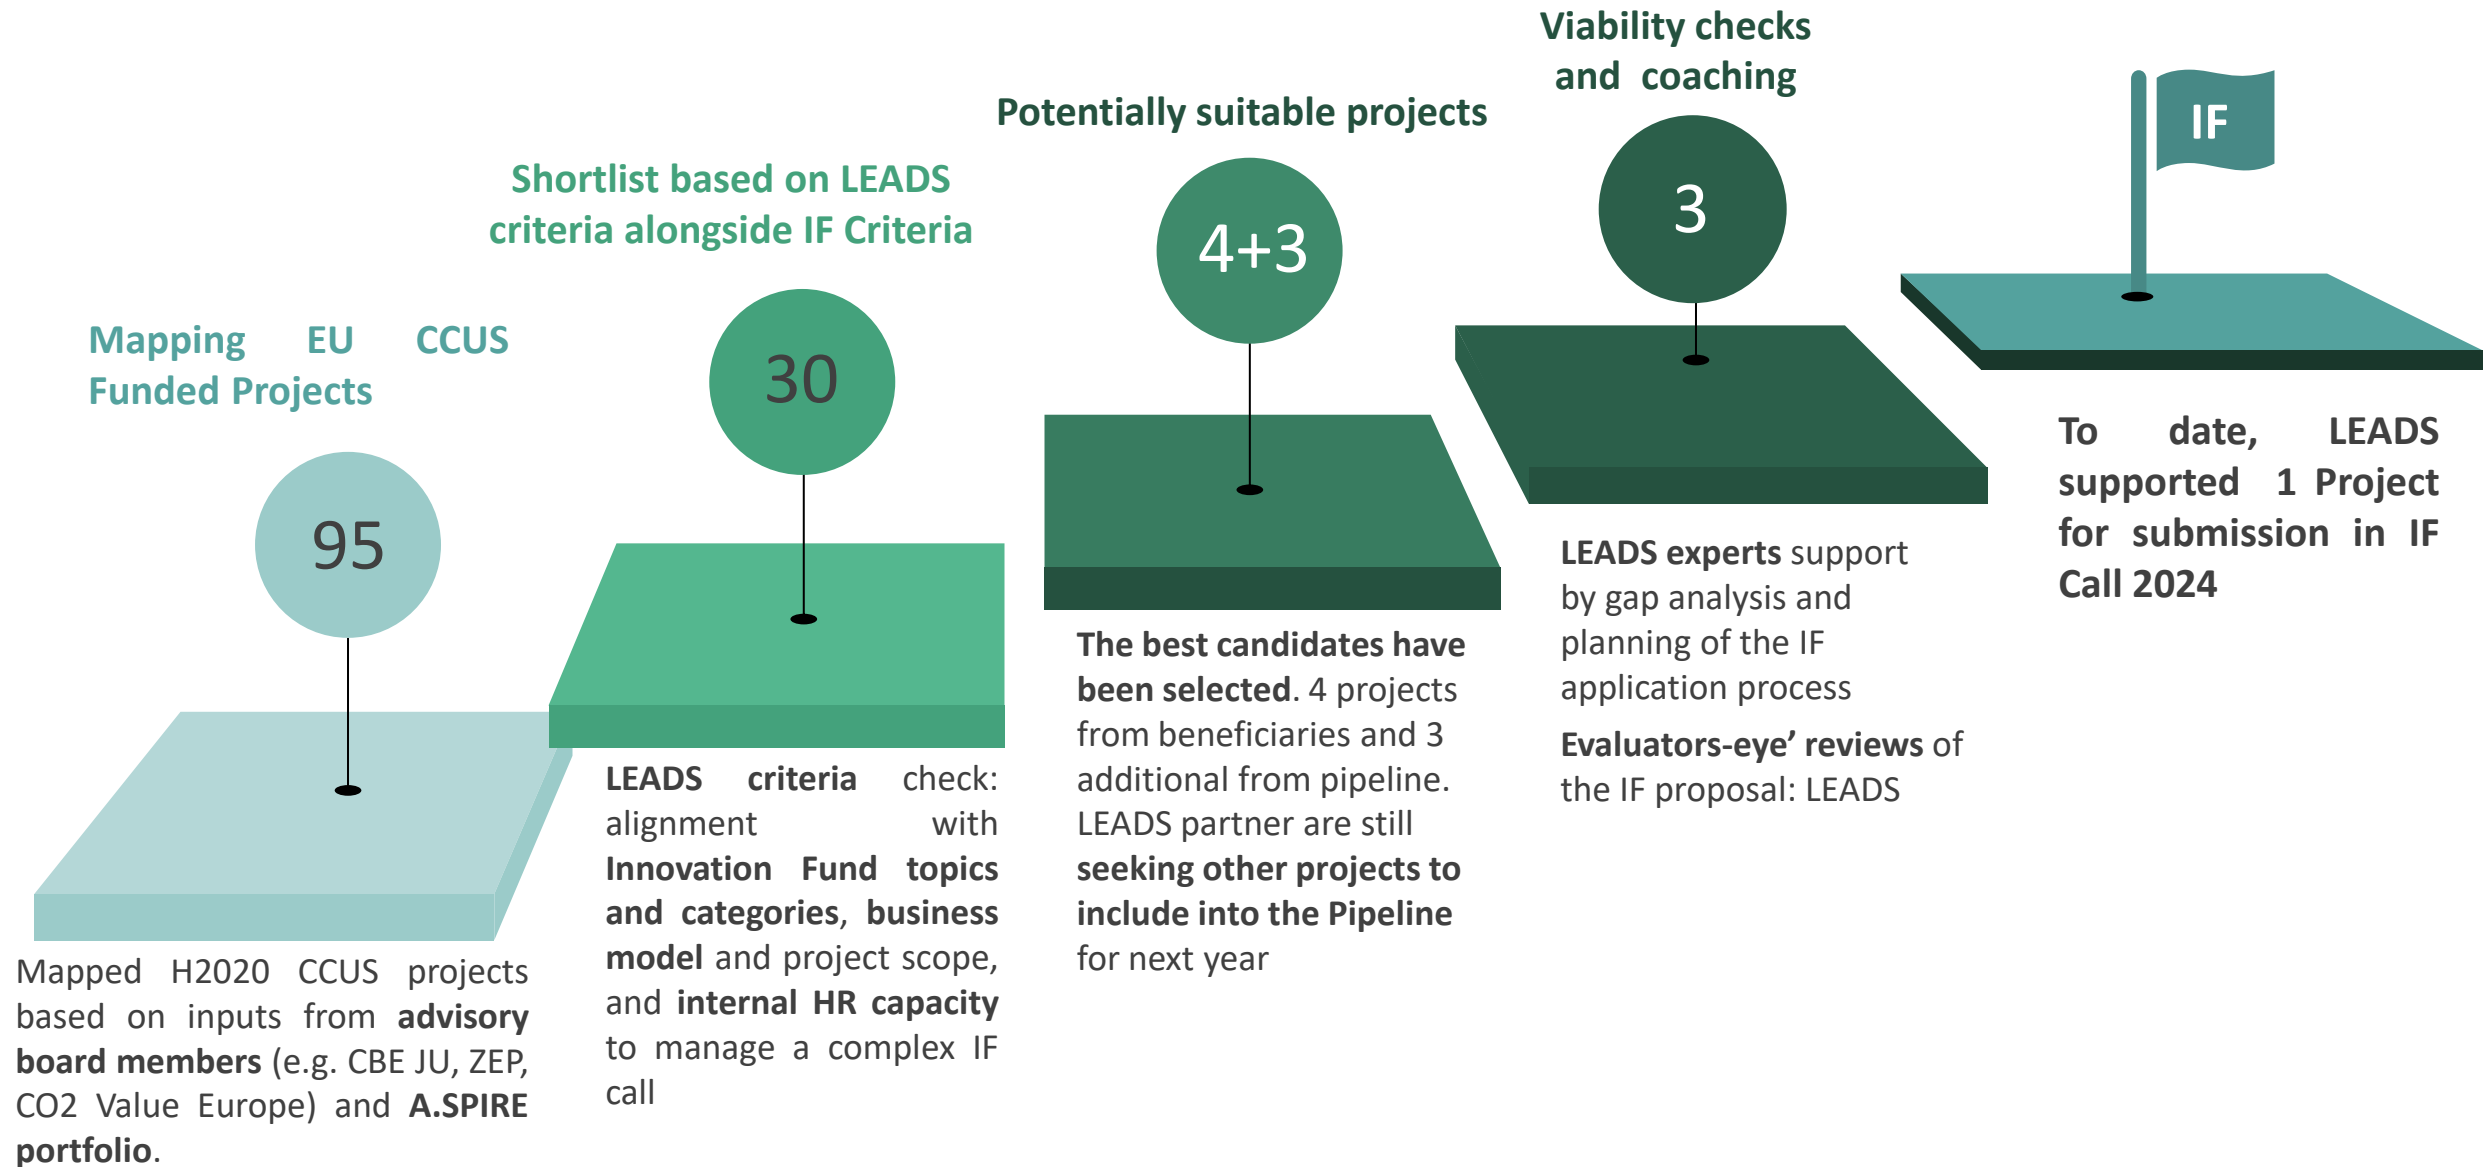 Mapping EU CCUS
Funded Projects
95
Mapped H2020 CCUS projects
based on inputs from advisory
board members (e.g. CBE JU, ZEP,
CO2 Value Europe) and A.SPIRE
portfolio.
Shortlist based on LEADS
criteria alongside IF Criteria
30
LEADS criteria check:
alignment with
Innovation Fund topics
and categories, business
model and project scope,
and internal HR capacity
to manage a complex IF
call
Potentially suitable projects
4+3
The best candidates have
been selected. 4 projects
from beneficiaries and 3
additional from pipeline.
LEADS partner are still
seeking other projects to
include into the Pipeline
for next year
Viability checks
and coaching
3
LEADS experts support
by gap analysis and
planning of the IF
application process
Evaluators-eye’ reviews of
the IF proposal: LEADS
IF
To date, LEADS
supported 1 Project
for submission in IF
Call 2024